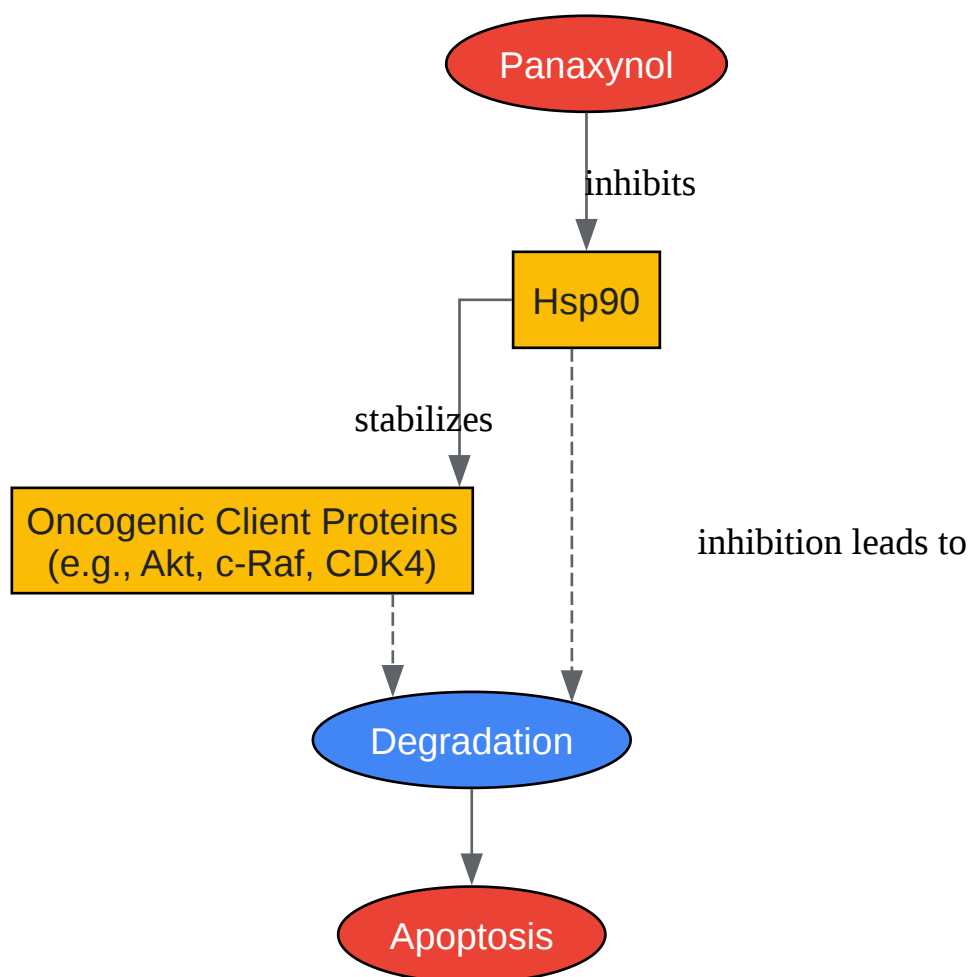 Panaxynol
inhibits
Hsp90
stabilizes
Oncogenic Client Proteins
(e.g., Akt, c-Raf, CDK4)
inhibition leads to
Degradation
Apoptosis